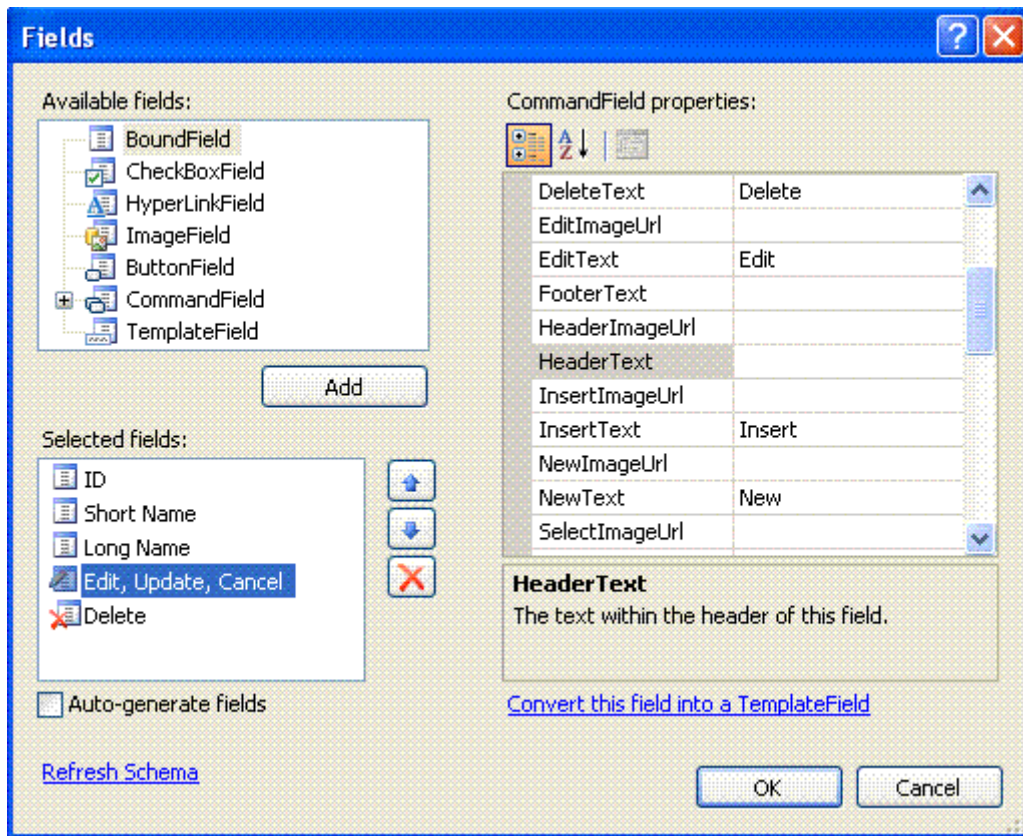 Fields
Available fields:
BoundField
CheckBoxField
HyperLinkField
ImageField
ButtonField
CommandField
TemplateField
Add
Selected fields:
ID
Short Name
Long Name
Edit, Update, Cancel
Delete
Auto-generate fields
Refresh Schema
CommandField properties:
DeleteText Delete
EditImageUrl
EditText Edit
FooterText
HeaderImageUrl
HeaderText
InsertImageUrl
InsertText Insert
NewImageUrl
NewText New
SelectImageUrl
HeaderText
The text within the header of this field.
Convert this field into a TemplateField
OK Cancel